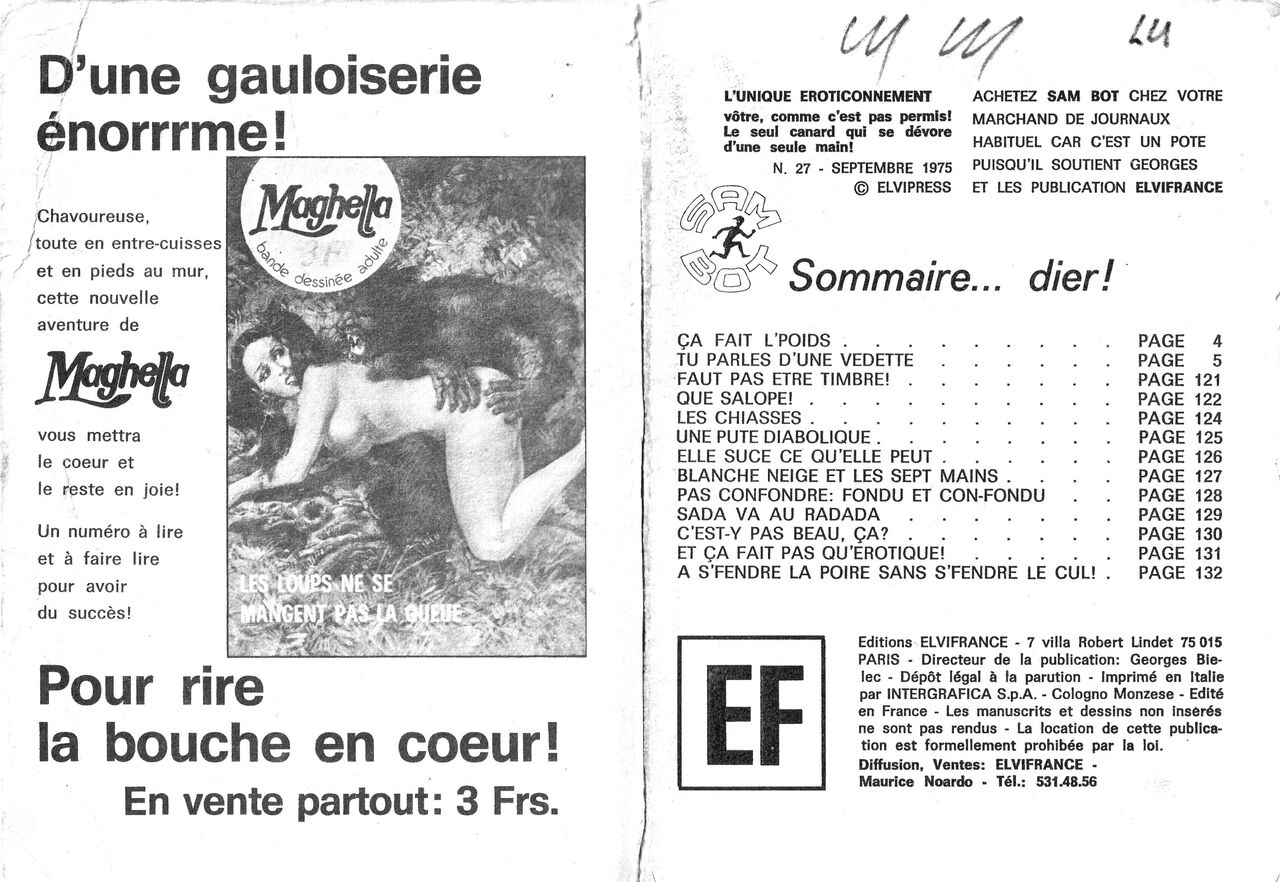 D'une gauloiserie
énorrrme!
Chavoureuse,
toute en entre-cuisses
et en pieds au mur,
cette nouvelle
aventure de
Maghella
vous mettra
le coeur et
le reste en joie!
Un numéro à lire
et à faire lire
pour avoir
du succès!
Maghella
3F
bande dessinée adulte
LES LOUPS NE SE
MANGENT PAS LA QUEUE
Pour rire
la bouche en coeur!
En vente partout: 3 Frs.
L'UNIQUE EROTICONNEMENT
vôtre, comme c'est pas permis!
Le seul canard qui se dévore
d'une seule main!
N. 27 - SEPTEMBRE 1975
© ELVIPRESS
ACHETEZ SAM BOT CHEZ VOTRE
MARCHAND DE JOURNAUX
HABITUEL CAR C'EST UN POTE
PUISQU'IL SOUTIENT GEORGES
ET LES PUBLICATION ELVIFRANCE
SAM
BOT
Sommaire... dier!
ÇA FAIT L'POIDS . . . . . . . . . PAGE 4
TU PARLES D'UNE VEDETTE . . . . . . PAGE 5
FAUT PAS ETRE TIMBRE! . . . . . . . PAGE 121
QUE SALOPE! . . . . . . . . . . PAGE 122
LES CHIASSES . . . . . . . . . . PAGE 124
UNE PUTE DIABOLIQUE . . . . . . . . PAGE 125
ELLE SUCE CE QU'ELLE PEUT . . . . . . PAGE 126
BLANCHE NEIGE ET LES SEPT MAINS . . . . PAGE 127
PAS CONFONDRE: FONDU ET CON-FONDU . . PAGE 128
SADA VA AU RADADA . . . . . . . PAGE 129
C'EST-Y PAS BEAU, ÇA? . . . . . . . PAGE 130
ET ÇA FAIT PAS QU'EROTIQUE! . . . . . PAGE 131
A S'FENDRE LA POIRE SANS S'FENDRE LE CUL! . PAGE 132
EF
Editions ELVIFRANCE - 7 villa Robert Lindet 75 015
PARIS - Directeur de la publication: Georges Bie-
lec - Dépôt légal à la parution - Imprimé en Italie
par INTERGRAFICA S.p.A. - Cologno Monzese - Edité
en France - Les manuscrits et dessins non insérés
ne sont pas rendus - La location de cette publica-
tion est formellement prohibée par la loi.
Diffusion, Ventes: ELVIFRANCE -
Maurice Noardo - Tél.: 531.48.56